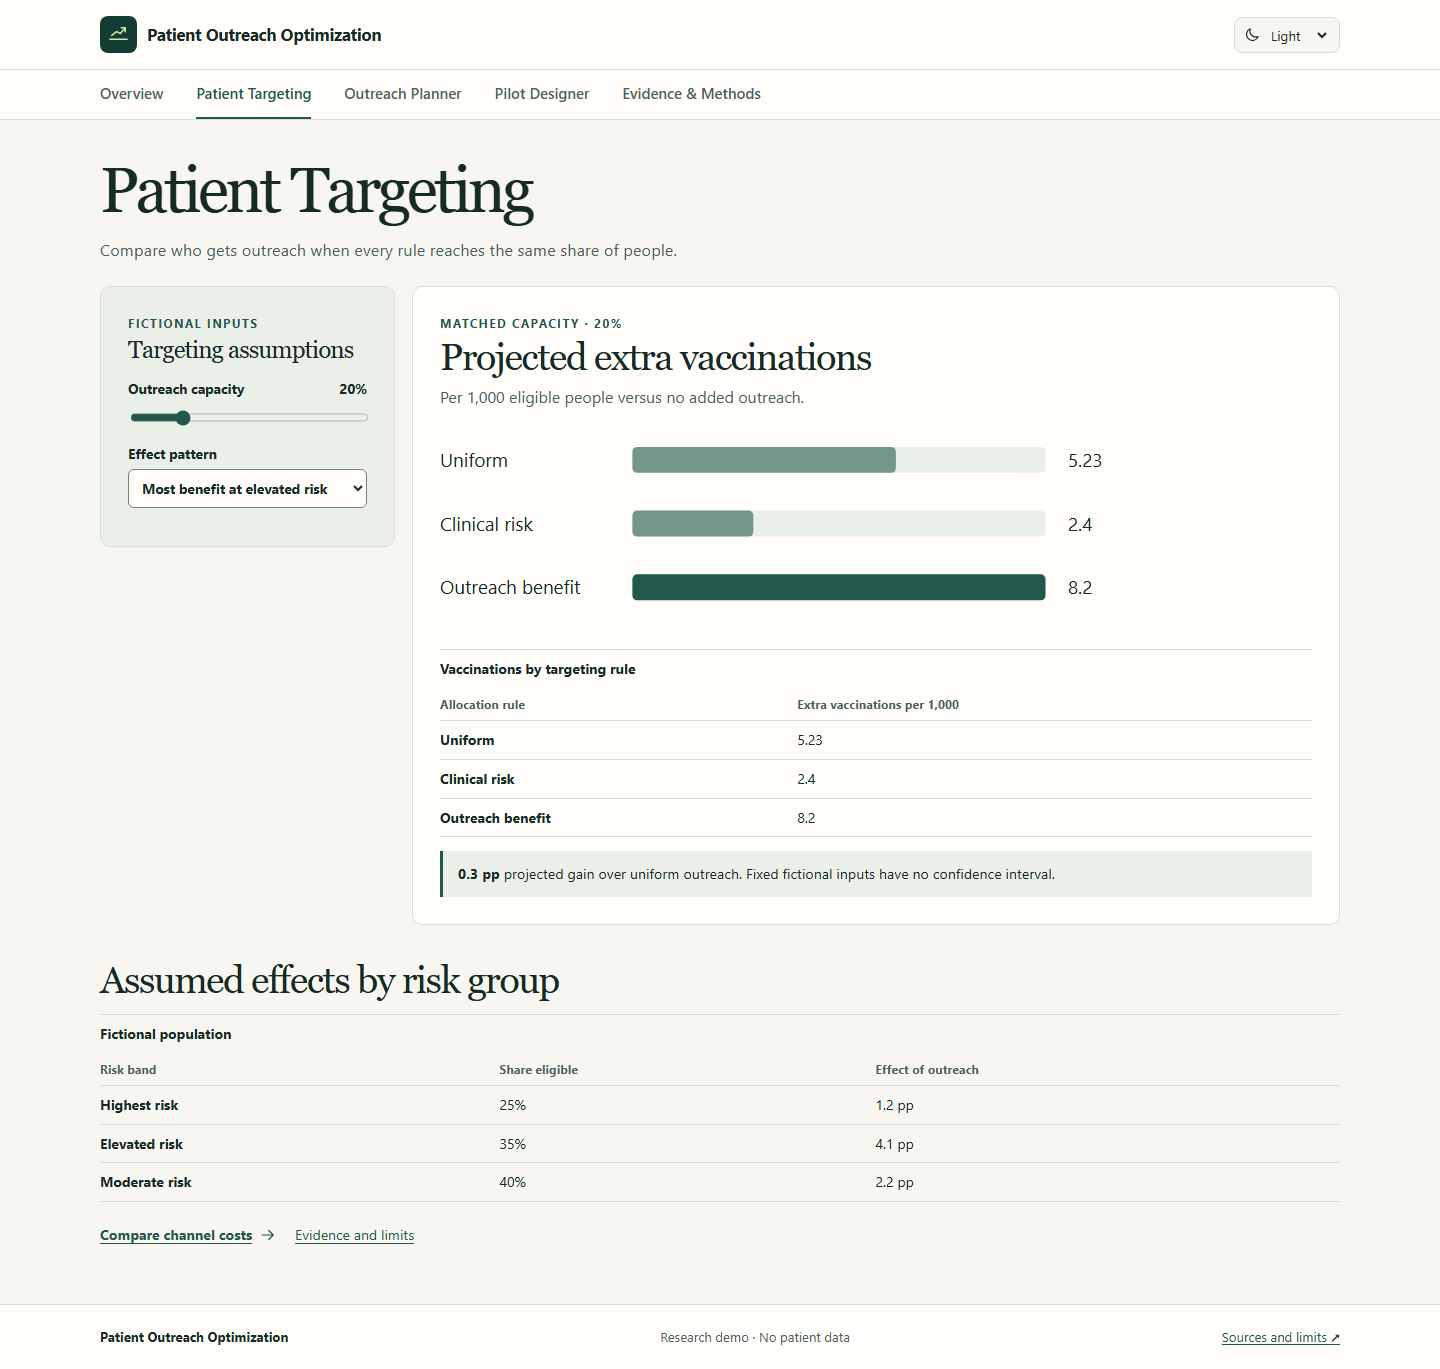 Patient Outreach Optimization
Light
Overview
Patient Targeting
Outreach Planner
Pilot Designer
Evidence & Methods
Patient Targeting
Compare who gets outreach when every rule reaches the same share of people.
FICTIONAL INPUTS
Targeting assumptions
Outreach capacity 20%
Effect pattern
Most benefit at elevated risk
MATCHED CAPACITY · 20%
Projected extra vaccinations
Per 1,000 eligible people versus no added outreach.
Uniform 5.23
Clinical risk 2.4
Outreach benefit 8.2
Vaccinations by targeting rule
Allocation rule Extra vaccinations per 1,000
Uniform 5.23
Clinical risk 2.4
Outreach benefit 8.2
0.3 pp projected gain over uniform outreach. Fixed fictional inputs have no confidence interval.
Assumed effects by risk group
Fictional population
Risk band Share eligible Effect of outreach
Highest risk 25% 1.2 pp
Elevated risk 35% 4.1 pp
Moderate risk 40% 2.2 pp
Compare channel costs → Evidence and limits
Patient Outreach Optimization
Research demo · No patient data
Sources and limits ↗